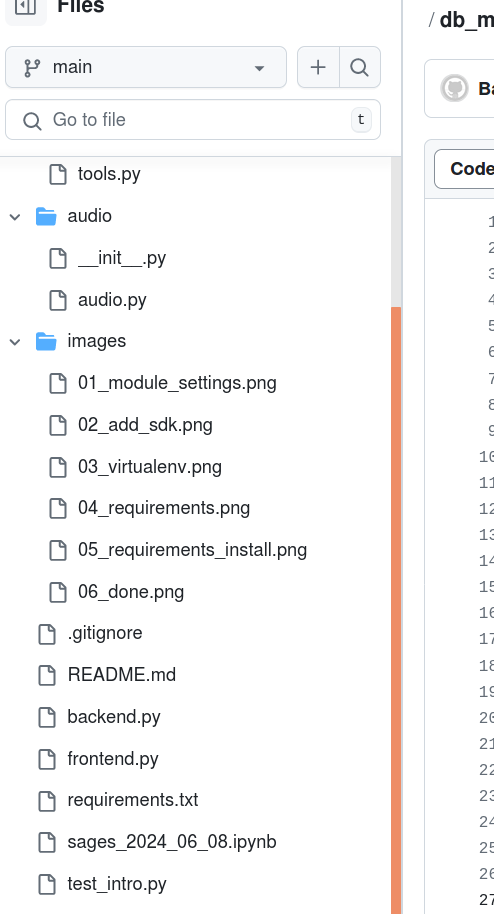 Files
/ db_m
main
Go to file
t
Ba
Code
tools.py
audio
__init__.py
audio.py
images
01_module_settings.png
02_add_sdk.png
03_virtualenv.png
04_requirements.png
05_requirements_install.png
06_done.png
.gitignore
README.md
backend.py
frontend.py
requirements.txt
sages_2024_06_08.ipynb
test_intro.py
1
2
3
4
5
6
7
8
9
10
11
12
13
14
15
16
17
18
19
20
21
22
23
24
25
26
27